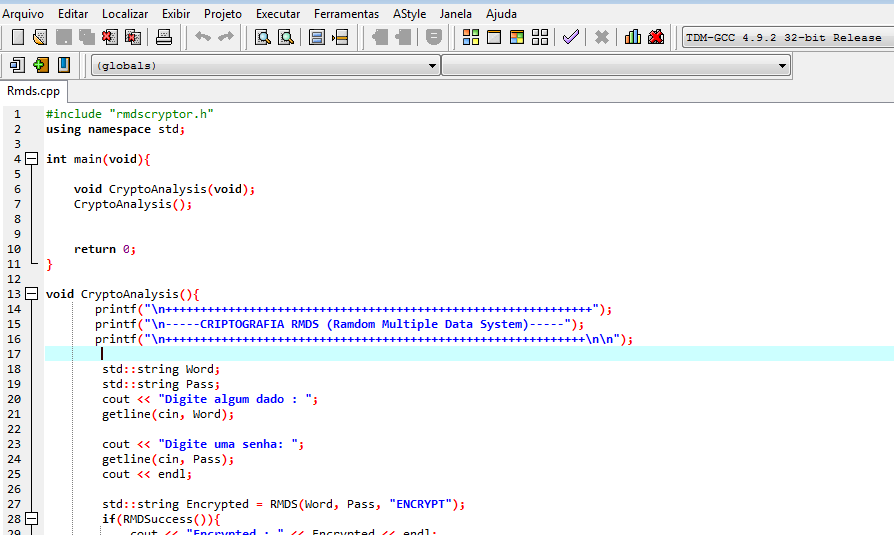 Arquivo Editar Localizar Exibir Projeto Executar Ferramentas AStyle Janela Ajuda
TDM-GCC 4.9.2 32-bit Release
(globals)
Rmds.cpp
1 #include "rmdscryptor.h"
2 using namespace std;
3
4 int main(void){
5
6 void CryptoAnalysis(void);
7 CryptoAnalysis();
8
9
10 return 0;
11 }
12
13 void CryptoAnalysis(){
14 printf("\n+++++++++++++++++++++++++++++++++++++++++++++++++++++++++++++");
15 printf("\n-----CRIPTOGRAFIA RMDS (Ramdom Multiple Data System)-----");
16 printf("\n++++++++++++++++++++++++++++++++++++++++++++++++++++++++++++\n\n");
17
18 std::string Word;
19 std::string Pass;
20 cout << "Digite algum dado : ";
21 getline(cin, Word);
22
23 cout << "Digite uma senha: ";
24 getline(cin, Pass);
25 cout << endl;
26
27 std::string Encrypted = RMDS(Word, Pass, "ENCRYPT");
28 if(RMDSuccess()){
29 cout << "Encrypted : " << Encrypted << endl;